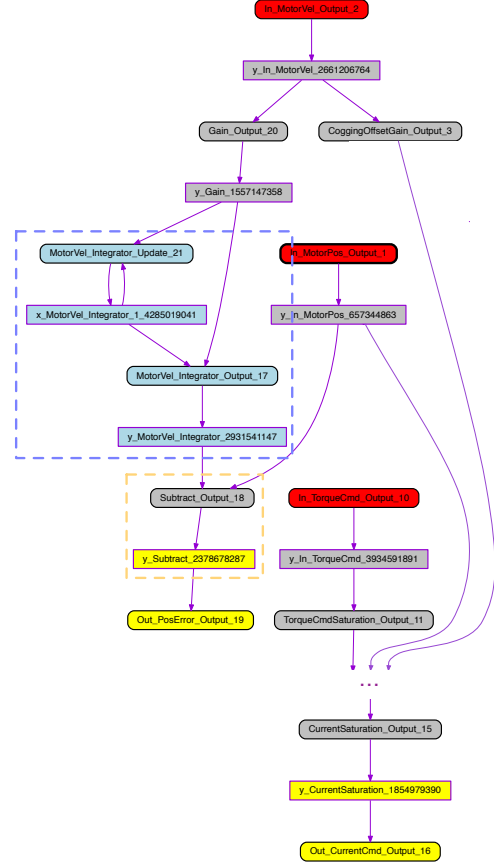 In_MotorVel_Output_2
y_In_MotorVel_2661206764
Gain_Output_20
CoggingOffsetGain_Output_3
y_Gain_1557147358
MotorVel_Integrator_Update_21
In_MotorPos_Output_1
x_MotorVel_Integrator_1_4285019041
y_In_MotorPos_657344863
MotorVel_Integrator_Output_17
y_MotorVel_Integrator_2931541147
Subtract_Output_18
In_TorqueCmd_Output_10
y_Subtract_2378678287
y_In_TorqueCmd_3934591891
Out_PosError_Output_19
TorqueCmdSaturation_Output_11
...
CurrentSaturation_Output_15
y_CurrentSaturation_1854979390
Out_CurrentCmd_Output_16